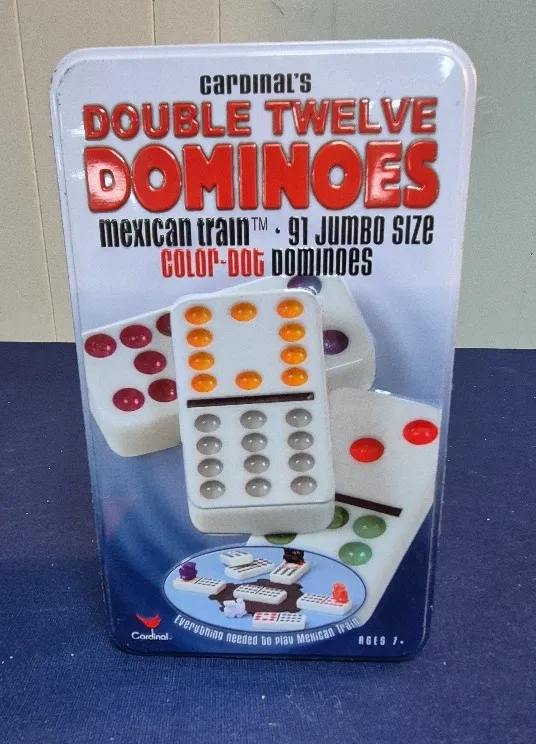 CARDINAL'S
DOUBLE TWELVE
DOMINOES
mexican train™ · 91 JUMBO SIZE
COLOR-DOT DOMINOES
Everything needed to play Mexican Train
Cardinal
AGES 7+